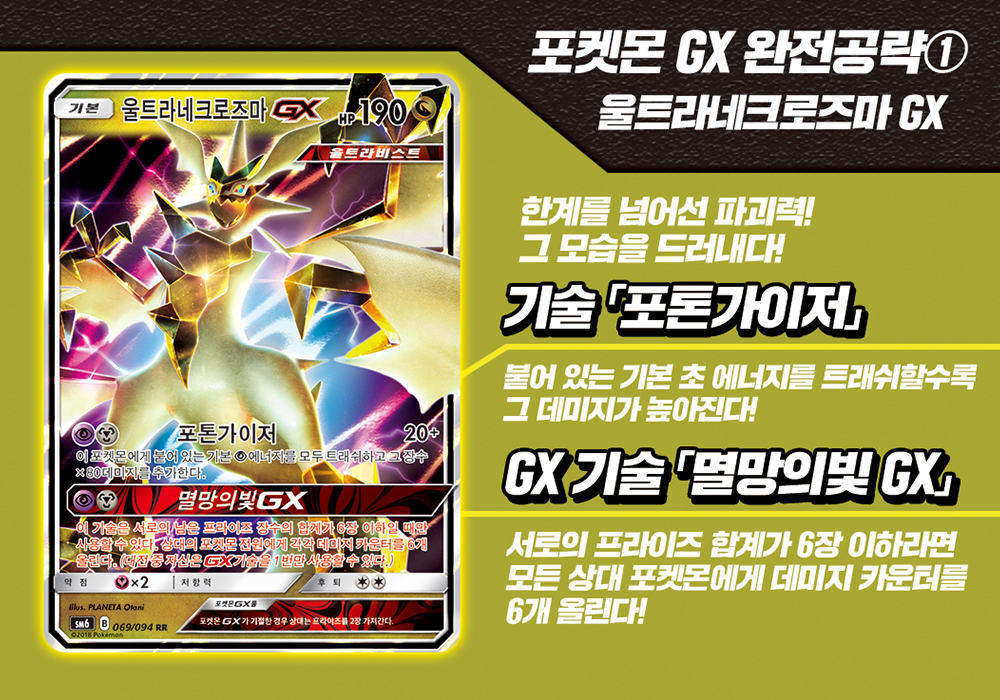 포켓몬 GX 완전공략①
울트라네크로즈마 GX
기본 울트라네크로즈마 GX HP 190
울트라비스트
포톤가이저 20+
이 포켓몬에게 붙어 있는 기본 에너지를 모두 트래쉬하고 그 장수
×80데미지를 추가한다.
멸망의빛GX
이 기술은 서로의 남은 프라이즈 장수의 합계가 6장 이하일 때만
사용할 수 있다. 상대의 포켓몬 전원에게 각각 데미지 카운터를 6개
올린다. (대전 중 자신은 GX기술을 1번만 사용할 수 있다.)
약점 ×2 저항력 후퇴
Illus. PLANETA Otani
포켓몬GX룰
포켓몬GX가 기절한 경우 상대는 프라이즈를 2장 가져간다.
SM6 B 069/094 RR
©2018 Pokémon
한계를 넘어선 파괴력!
그 모습을 드러내다!
기술 「포톤가이저」
붙어 있는 기본 초 에너지를 트래쉬할수록
그 데미지가 높아진다!
GX 기술 「멸망의빛 GX」
서로의 프라이즈 합계가 6장 이하라면
모든 상대 포켓몬에게 데미지 카운터를
6개 올린다!